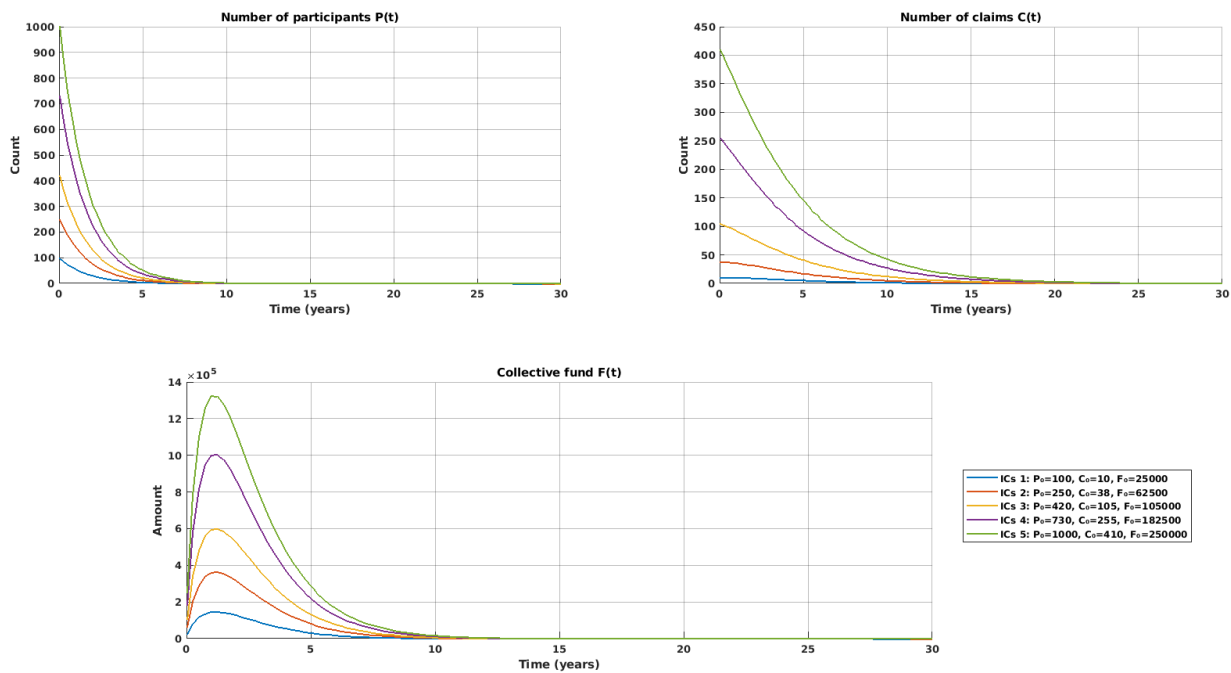 Number of participants P(t)
1000
900
800
700
600
500
400
300
200
100
0
Count
0 5 10 15 20 25 30
Time (years)
Number of claims C(t)
450
400
350
300
250
200
150
100
50
0
Count
0 5 10 15 20 25 30
Time (years)
Collective fund F(t)
×10⁵
14
12
10
8
6
4
2
0
Amount
0 5 10 15 20 25 30
Time (years)
ICs 1: P₀=100, C₀=10, F₀=25000
ICs 2: P₀=250, C₀=38, F₀=62500
ICs 3: P₀=420, C₀=105, F₀=105000
ICs 4: P₀=730, C₀=255, F₀=182500
ICs 5: P₀=1000, C₀=410, F₀=250000